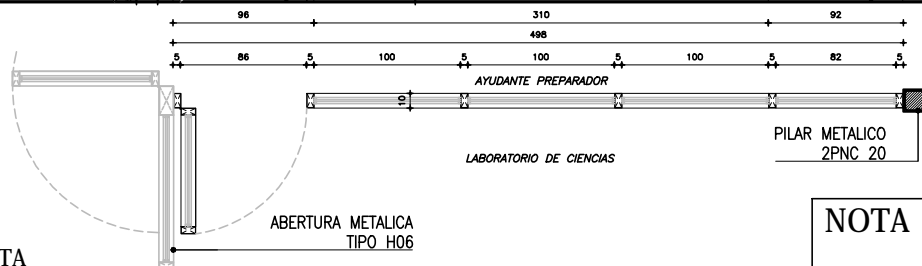 96 310 92
498
5 86 5 100 5 100 5 100 5 82 5
AYUDANTE PREPARADOR
10
PILAR METALICO
2PNC 20
LABORATORIO DE CIENCIAS
ABERTURA METALICA
TIPO H06
NOTA
TA